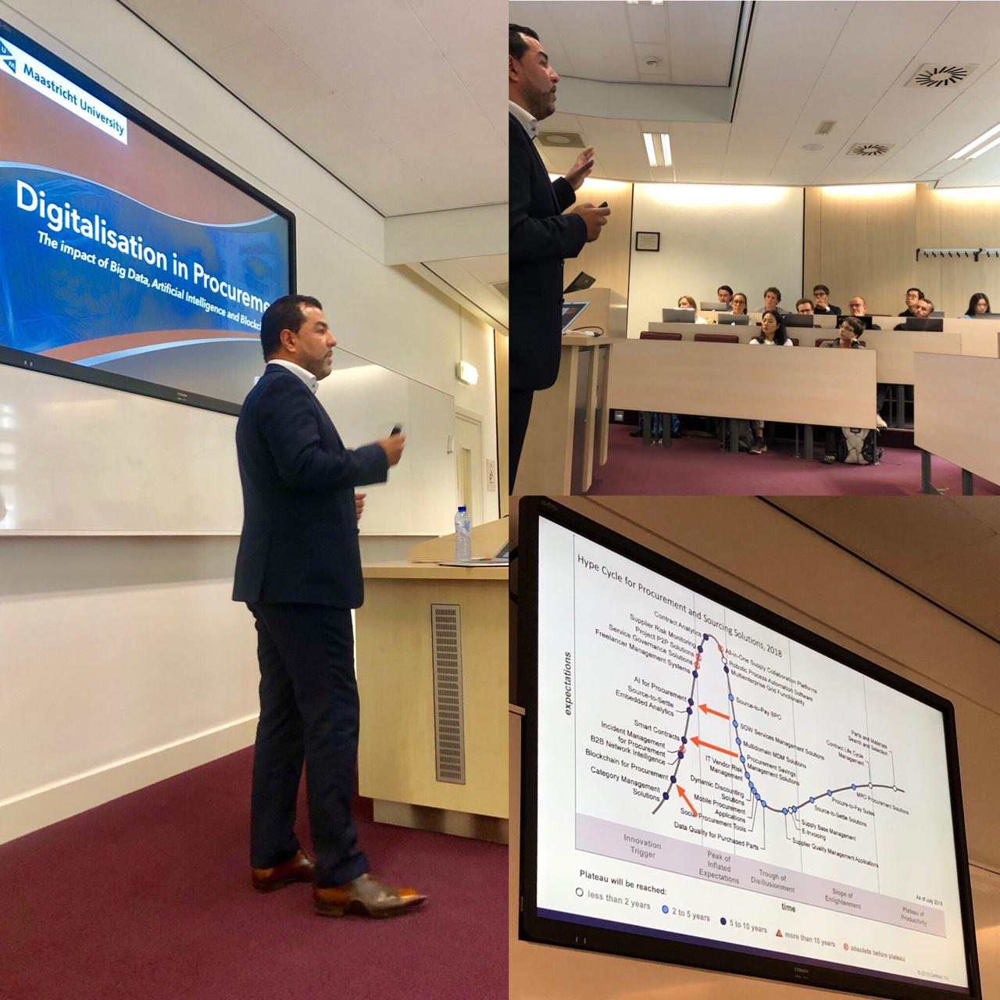 UM
Maastricht University
Digitalisation in Procureme
The impact of Big Data, Artificial Intelligence and Blockc
CTOUCH
Hype Cycle for Procurement and Sourcing Solutions, 2018
expectations
Contract Analytics
Supplier Risk Monitoring
Project P2P Solutions
Service Governance Solutions
Freelancer Management Systems
AI for Procurement
Source-to-Settle
Embedded Analytics
Smart Contracts
Incident Management
for Procurement
B2B Network Intelligence
Blockchain for Procurement
Category Management
Solutions
All-in-One Supply Collaboration Platforms
Robotic Process Automation Software
Multienterprise Grid Functionality
Source-to-Pay BPO
SOW Services Management Solutions
Multidomain MDM Solutions
Procurement Savings
Management Solutions
IT Vendor Risk
Management
Dynamic Discounting
Solutions
Mobile Procurement
Applications
Social Procurement Tools
Data Quality for Purchased Parts
Parts and Materials
Search and Selection
Contract Life Cycle
Management
MRO Procurement Solutions
Procure-to-Pay Suites
Source-to-Settle Solutions
Supply Base Management
E-Invoicing
Supplier Quality Management Applications
Innovation
Trigger
Peak of
Inflated
Expectations
Trough of
Disillusionment
Slope of
Enlightenment
Plateau of
Productivity
As of July 2018
time
Plateau will be reached:
less than 2 years
2 to 5 years
5 to 10 years
more than 10 years
obsolete before plateau
© 2018 Gartner, Inc.
CTOUCH